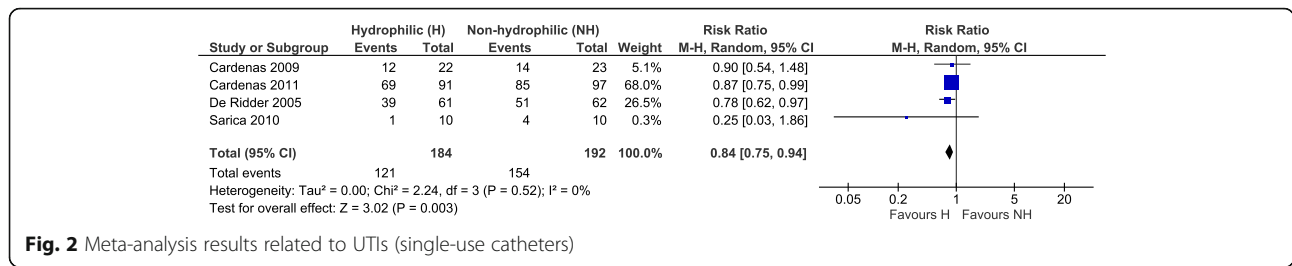 Hydrophilic (H) Non-hydrophilic (NH) Risk Ratio Risk Ratio
Study or Subgroup Events Total Events Total Weight M-H, Random, 95% CI M-H, Random, 95% CI
Cardenas 2009 12 22 14 23 5.1% 0.90 [0.54, 1.48]
Cardenas 2011 69 91 85 97 68.0% 0.87 [0.75, 0.99]
De Ridder 2005 39 61 51 62 26.5% 0.78 [0.62, 0.97]
Sarica 2010 1 10 4 10 0.3% 0.25 [0.03, 1.86]
Total (95% CI) 184 192 100.0% 0.84 [0.75, 0.94]
Total events 121 154
Heterogeneity: Tau² = 0.00; Chi² = 2.24, df = 3 (P = 0.52); I² = 0%
Test for overall effect: Z = 3.02 (P = 0.003)
0.05 0.2 1 5 20
Favours H Favours NH
Fig. 2 Meta-analysis results related to UTIs (single-use catheters)